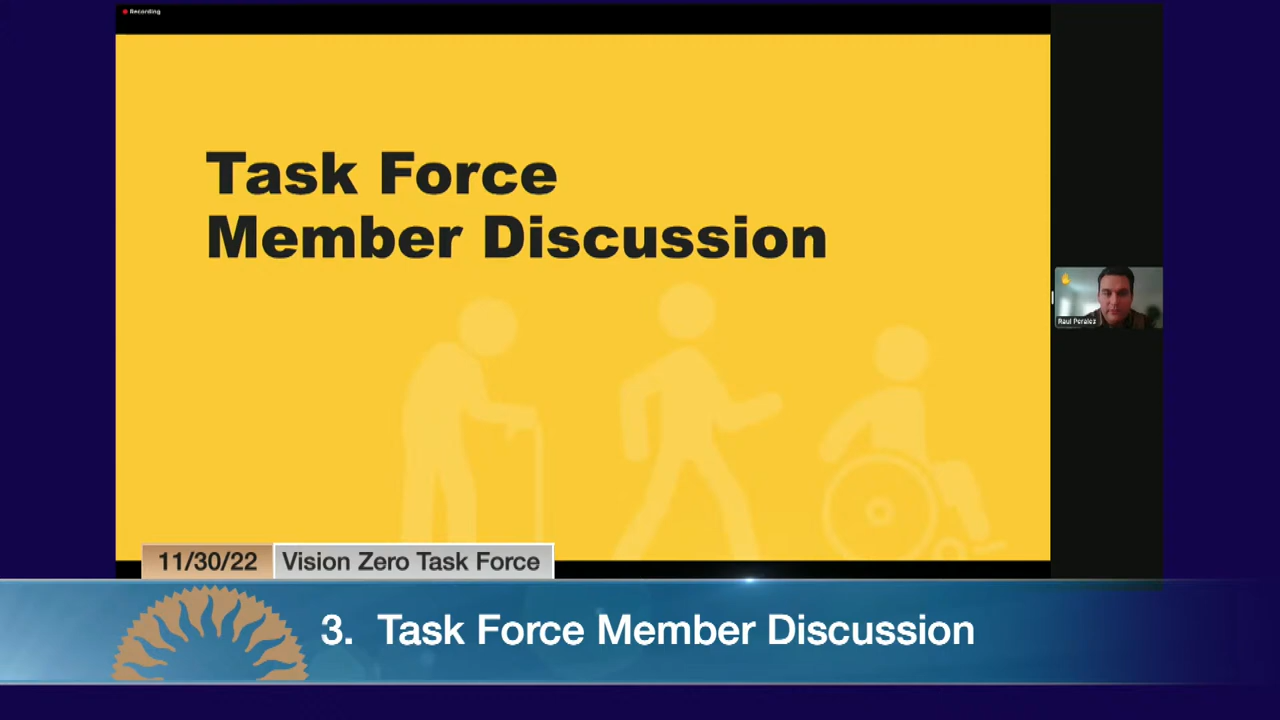 Recording
Task Force
Member Discussion
Raul Peralez
11/30/22 Vision Zero Task Force
3. Task Force Member Discussion